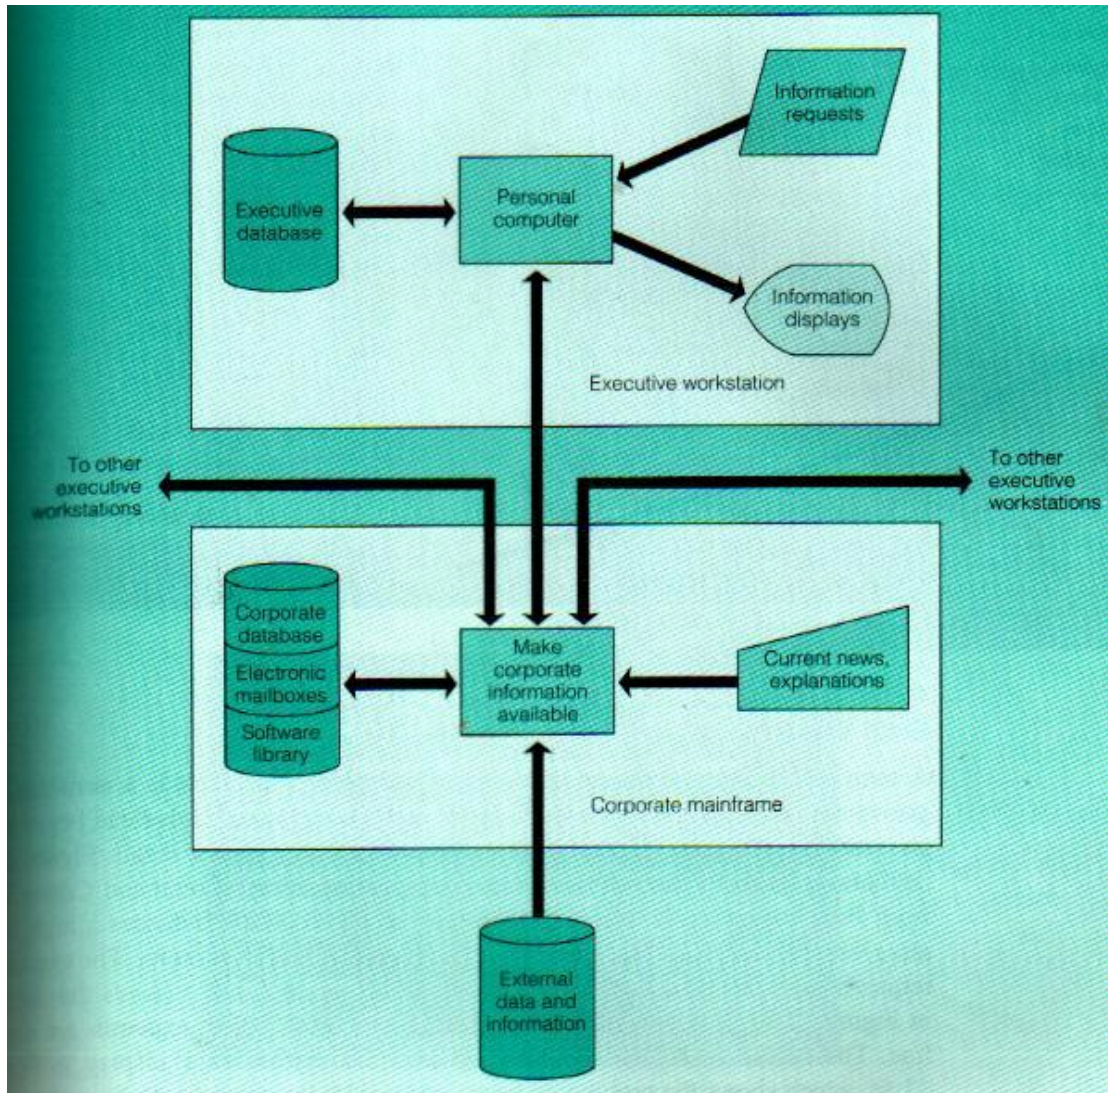 Information
requests
Executive
database
Personal
computer
Information
displays
Executive workstation
To other
executive
workstations
To other
executive
workstations
Corporate
database
Electronic
mailboxes
Software
library
Make
corporate
information
available
Current news,
explanations
Corporate mainframe
External
data and
information